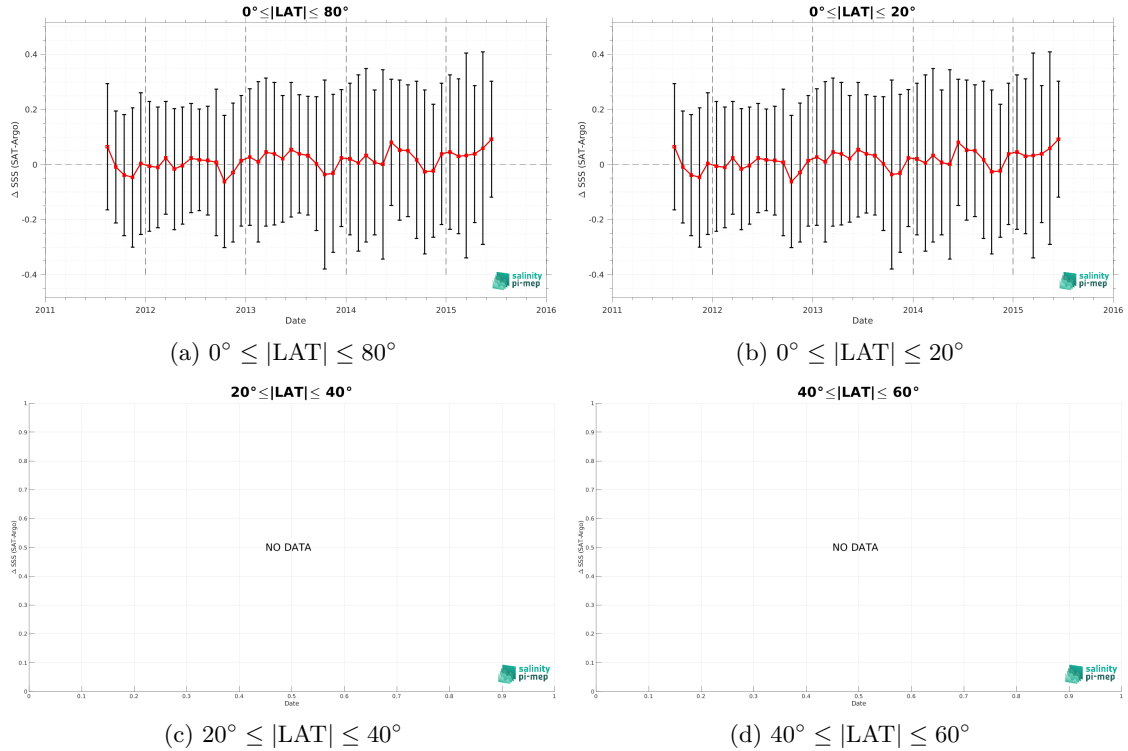 0°≤|LAT|≤ 80°
0.4
0.2
0
-0.2
-0.4
Δ SSS (SAT-Argo)
2011 2012 2013 2014 2015 2016
Date
salinity
pi-mep
(a) 0° ≤ |LAT| ≤ 80°
0°≤|LAT|≤ 20°
0.4
0.2
0
-0.2
-0.4
Δ SSS (SAT-Argo)
2011 2012 2013 2014 2015 2016
Date
salinity
pi-mep
(b) 0° ≤ |LAT| ≤ 20°
20°≤|LAT|≤ 40°
1
0.9
0.8
0.7
0.6
0.5
0.4
0.3
0.2
0.1
0
Δ SSS (SAT-Argo)
NO DATA
0 0.1 0.2 0.3 0.4 0.5 0.6 0.7 0.8 0.9 1
Date
salinity
pi-mep
(c) 20° ≤ |LAT| ≤ 40°
40°≤|LAT|≤ 60°
1
0.9
0.8
0.7
0.6
0.5
0.4
0.3
0.2
0.1
0
Δ SSS (SAT-Argo)
NO DATA
0 0.1 0.2 0.3 0.4 0.5 0.6 0.7 0.8 0.9 1
Date
salinity
pi-mep
(d) 40° ≤ |LAT| ≤ 60°